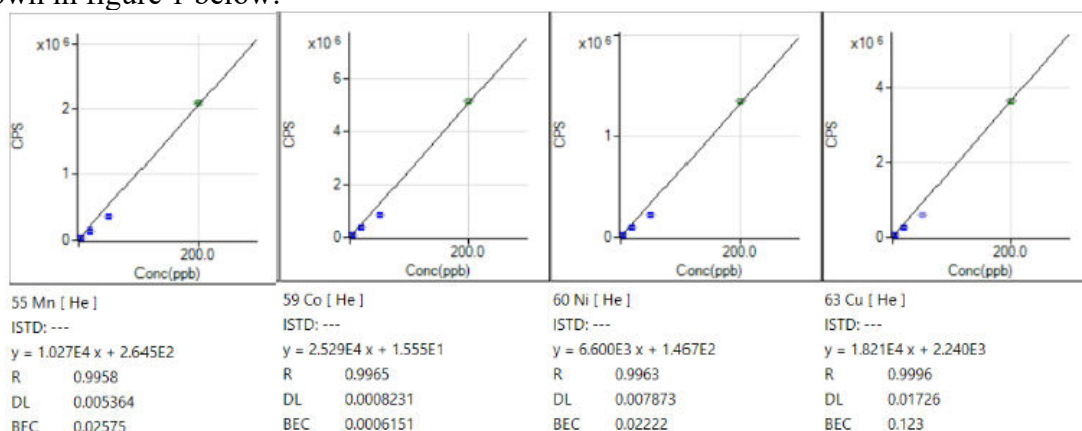 own in figure 1 below.
x10 6
2
1
0
CPS
200.0
Conc(ppb)
55 Mn [ He ]
ISTD: ---
y = 1.027E4 x + 2.645E2
R 0.9958
DL 0.005364
BEC 0.02575
x10 6
6
4
2
0
CPS
200.0
Conc(ppb)
59 Co [ He ]
ISTD: ---
y = 2.529E4 x + 1.555E1
R 0.9965
DL 0.0008231
BEC 0.0006151
x10 6
1
0
CPS
200.0
Conc(ppb)
60 Ni [ He ]
ISTD: ---
y = 6.600E3 x + 1.467E2
R 0.9963
DL 0.007873
BEC 0.02222
x10 6
4
2
0
CPS
200.0
Conc(ppb)
63 Cu [ He ]
ISTD: ---
y = 1.821E4 x + 2.240E3
R 0.9996
DL 0.01726
BEC 0.123